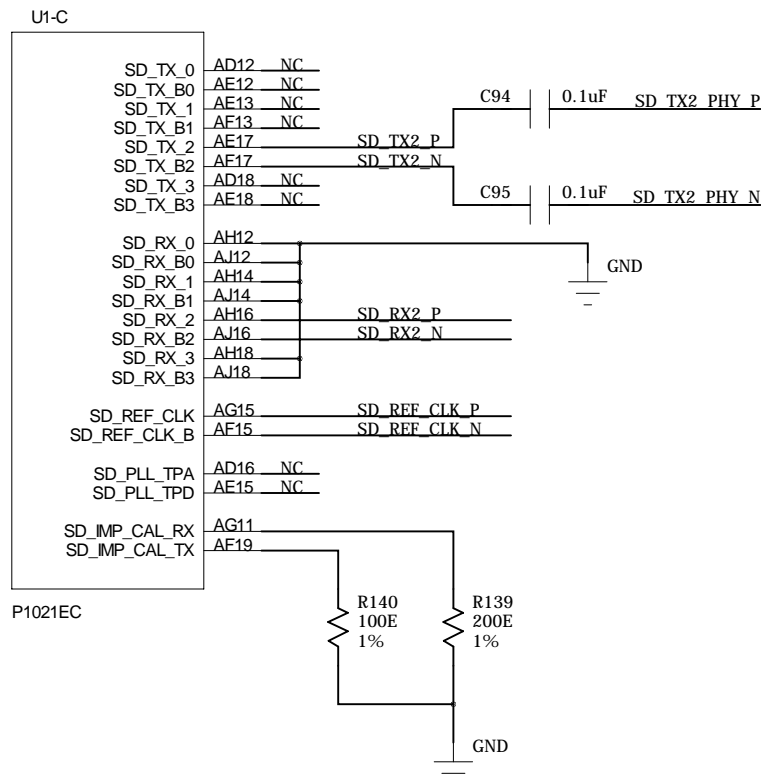 U1-C
SD_TX_0 AD12 NC
SD_TX_B0 AE12 NC
SD_TX_1 AE13 NC
SD_TX_B1 AF13 NC
SD_TX_2 AE17 SD_TX2_P
SD_TX_B2 AF17 SD_TX2_N
SD_TX_3 AD18 NC
SD_TX_B3 AE18 NC
C94 0.1uF SD_TX2_PHY_P
C95 0.1uF SD_TX2_PHY_N
SD_RX_0 AH12
SD_RX_B0 AJ12
SD_RX_1 AH14
SD_RX_B1 AJ14
SD_RX_2 AH16 SD_RX2_P
SD_RX_B2 AJ16 SD_RX2_N
SD_RX_3 AH18
SD_RX_B3 AJ18
GND
SD_REF_CLK AG15 SD_REF_CLK_P
SD_REF_CLK_B AF15 SD_REF_CLK_N
SD_PLL_TPA AD16 NC
SD_PLL_TPD AE15 NC
SD_IMP_CAL_RX AG11
SD_IMP_CAL_TX AF19
P1021EC
R140
100E
1%
R139
200E
1%
GND